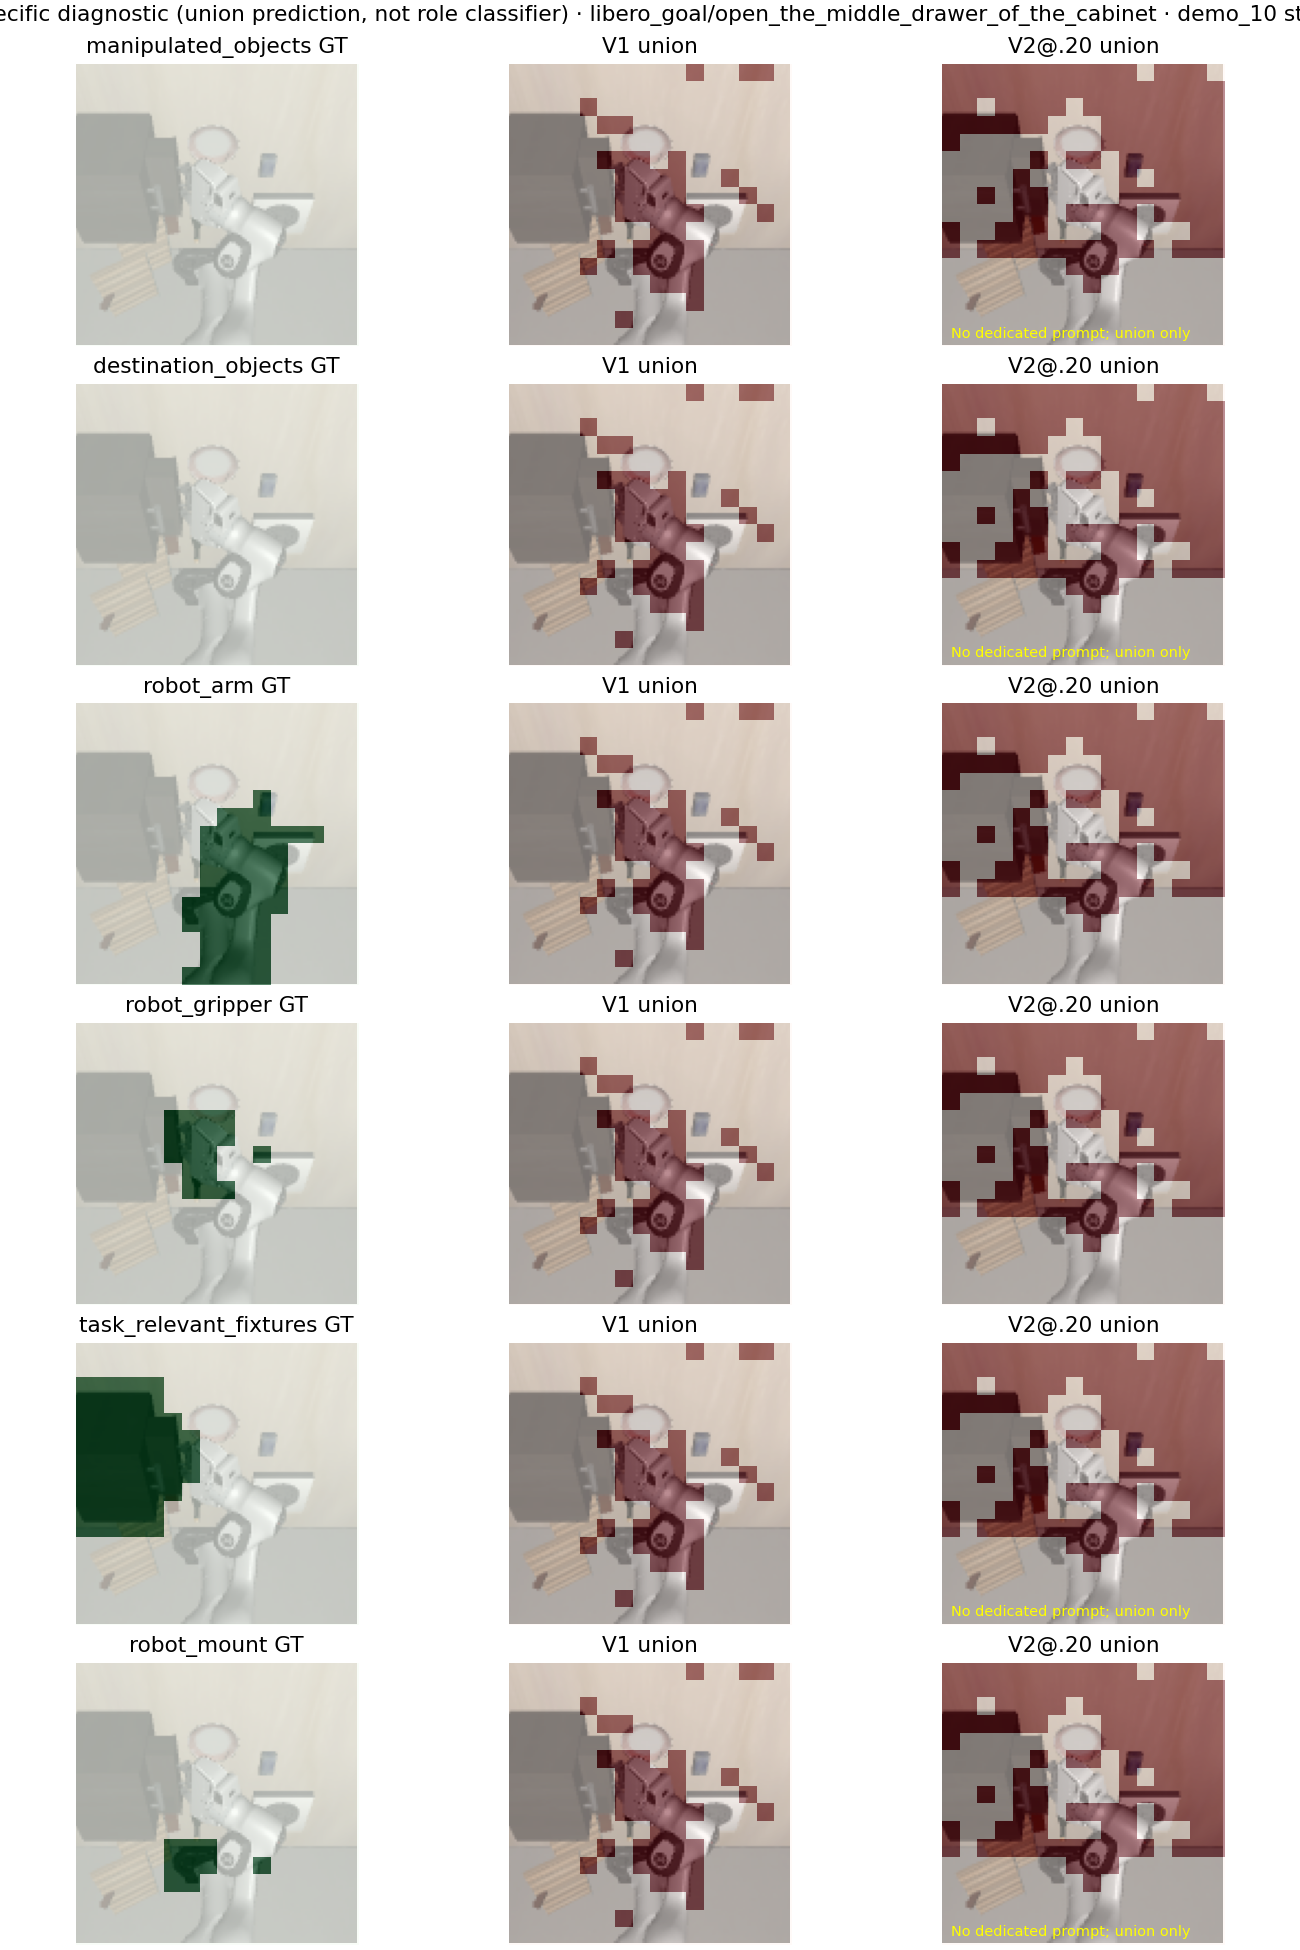 ecific diagnostic (union prediction, not role classifier) · libero_goal/open_the_middle_drawer_of_the_cabinet · demo_10 st
manipulated_objects GT V1 union V2@.20 union
No dedicated prompt; union only
destination_objects GT V1 union V2@.20 union
No dedicated prompt; union only
robot_arm GT V1 union V2@.20 union
robot_gripper GT V1 union V2@.20 union
task_relevant_fixtures GT V1 union V2@.20 union
No dedicated prompt; union only
robot_mount GT V1 union V2@.20 union
No dedicated prompt; union only